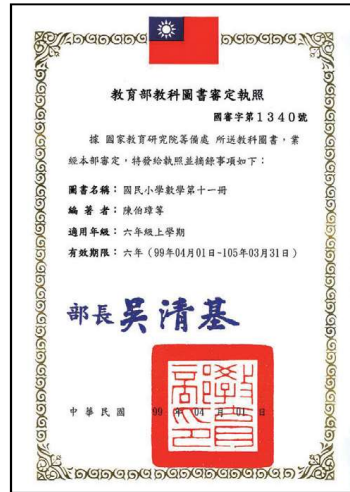 教育部教科圖書審定執照
國審字第1340號
據 國家教育研究院籌備處 所送教科圖書，業
經本部審定，特發給執照並摘錄事項如下：
圖書名稱：國民小學數學第十一冊
編 著 者：陳伯璋等
適用年級：六年級上學期
有效期限：六年（99年04月01日~105年03月31日）
部長 吳清基
中 華 民 國 99 年 04 月 01 日
教育部印